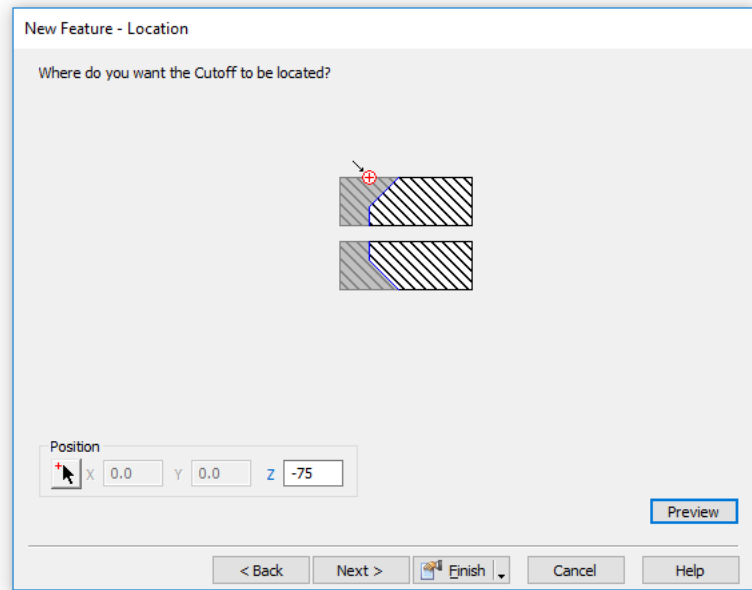 New Feature - Location
Where do you want the Cutoff to be located?
Position
X 0.0 Y 0.0 Z -75
Preview
< Back Next > Finish Cancel Help